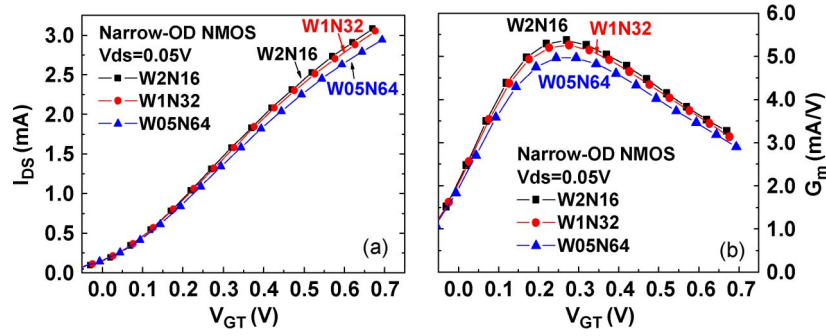 Narrow-OD NMOS
Vds=0.05V
W2N16
W1N32
W05N64
W1N32
W2N16
W05N64
(a)
3.0
2.5
2.0
1.5
1.0
0.5
0.0
I_DS (mA)
0.0 0.1 0.2 0.3 0.4 0.5 0.6 0.7
V_GT (V)
W2N16
W1N32
W05N64
Narrow-OD NMOS
Vds=0.05V
W2N16
W1N32
W05N64
(b)
6.0
5.0
4.0
3.0
2.0
1.0
0.0
G_m (mA/V)
0.0 0.1 0.2 0.3 0.4 0.5 0.6 0.7
V_GT (V)